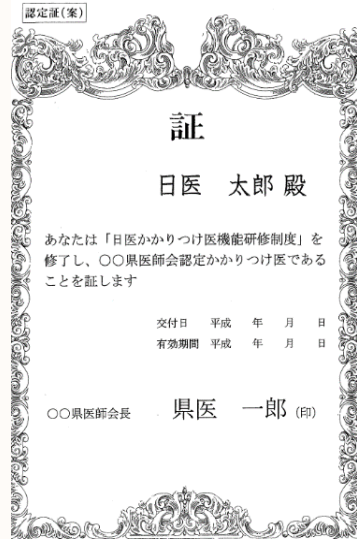 認定証(案)
証
日医　太郎 殿
あなたは「日医かかりつけ医機能研修制度」を
修了し、〇〇県医師会認定かかりつけ医である
ことを証します
交付日　平成　年　月　日
有効期間　平成　年　月　日
〇〇県医師会長　県医　一郎 (印)